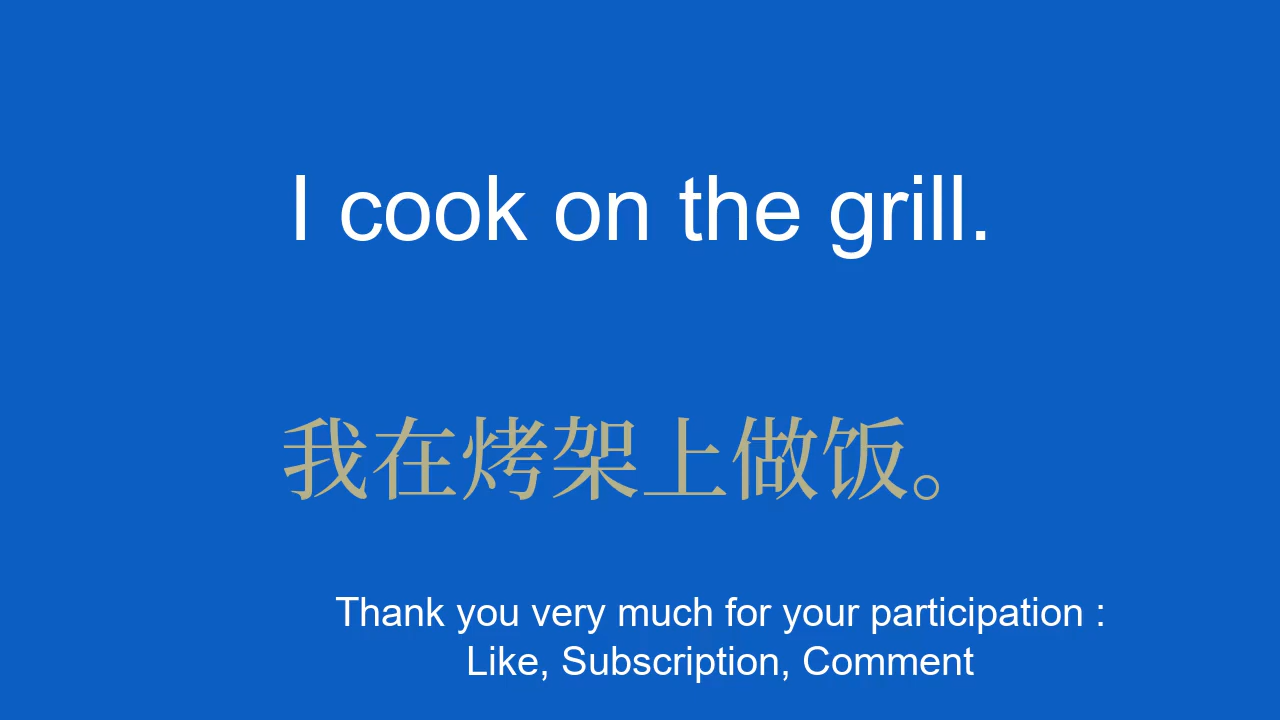 I cook on the grill.
我在烤架上做饭。
Thank you very much for your participation :
Like, Subscription, Comment